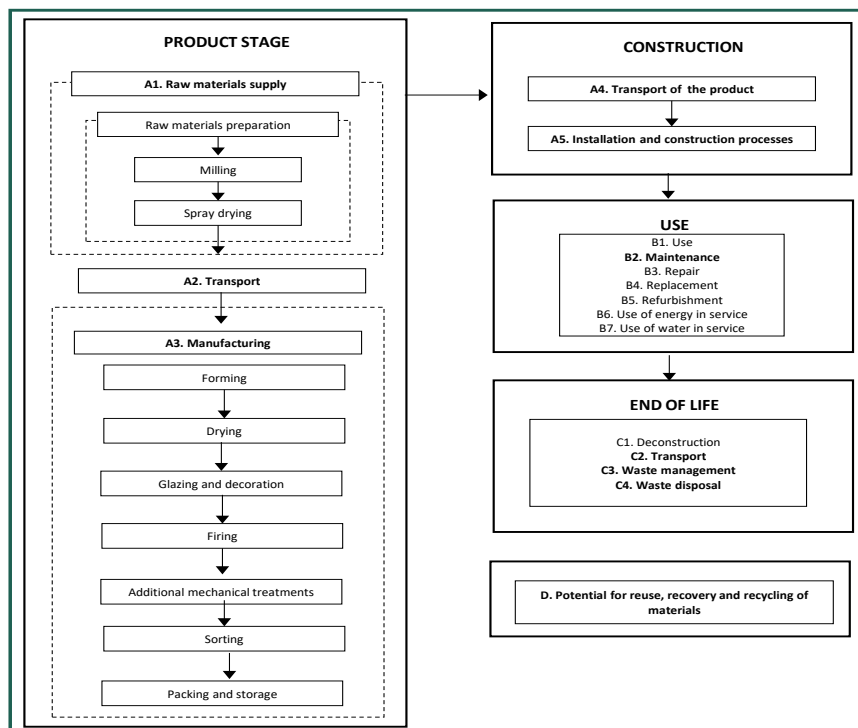 PRODUCT STAGE
A1. Raw materials supply
Raw materials preparation
Milling
Spray drying
A2. Transport
A3. Manufacturing
Forming
Drying
Glazing and decoration
Firing
Additional mechanical treatments
Sorting
Packing and storage
CONSTRUCTION
A4. Transport of the product
A5. Installation and construction processes
USE
B1. Use
B2. Maintenance
B3. Repair
B4. Replacement
B5. Refurbishment
B6. Use of energy in service
B7. Use of water in service
END OF LIFE
C1. Deconstruction
C2. Transport
C3. Waste management
C4. Waste disposal
D. Potential for reuse, recovery and recycling of
materials